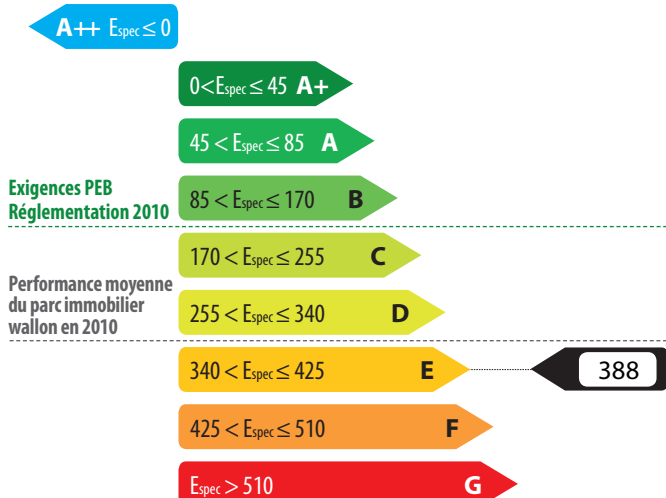 A++ Espec ≤ 0
0 < Espec ≤ 45 A+
45 < Espec ≤ 85 A
Exigences PEB
Réglementation 2010
85 < Espec ≤ 170 B
170 < Espec ≤ 255 C
Performance moyenne
du parc immobilier
wallon en 2010
255 < Espec ≤ 340 D
340 < Espec ≤ 425 E
388
425 < Espec ≤ 510 F
Espec > 510 G